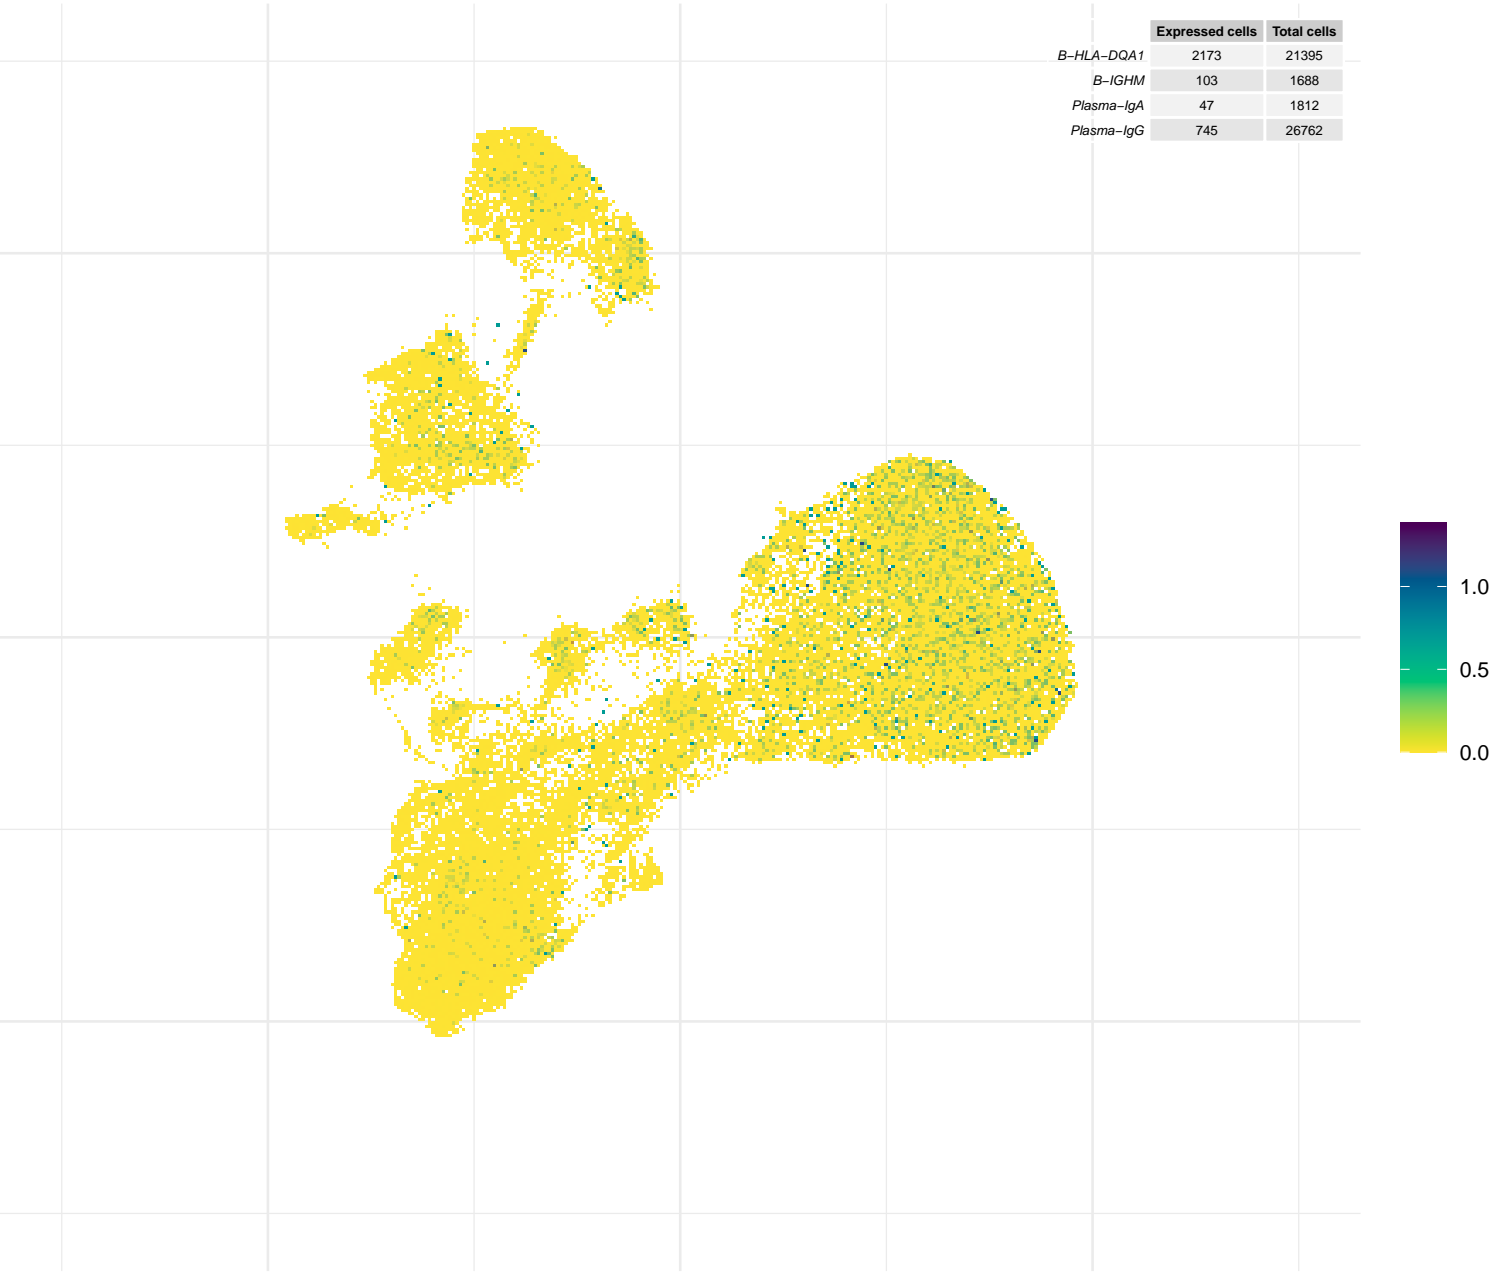 Expressed cells Total cells
B−HLA−DQA1 2173 21395
B−IGHM 103 1688
Plasma−IgA 47 1812
Plasma−IgG 745 26762
1.0
0.5
0.0